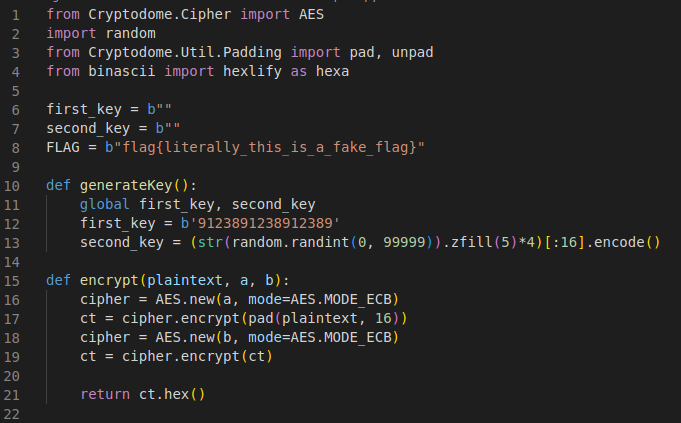 1 from Cryptodome.Cipher import AES
2 import random
3 from Cryptodome.Util.Padding import pad, unpad
4 from binascii import hexlify as hexa
5
6 first_key = b""
7 second_key = b""
8 FLAG = b"flag{literally_this_is_a_fake_flag}"
9
10 def generateKey():
11     global first_key, second_key
12     first_key = b'9123891238912389'
13     second_key = (str(random.randint(0, 99999)).zfill(5)*4)[:16].encode()
14
15 def encrypt(plaintext, a, b):
16     cipher = AES.new(a, mode=AES.MODE_ECB)
17     ct = cipher.encrypt(pad(plaintext, 16))
18     cipher = AES.new(b, mode=AES.MODE_ECB)
19     ct = cipher.encrypt(ct)
20
21     return ct.hex()
22